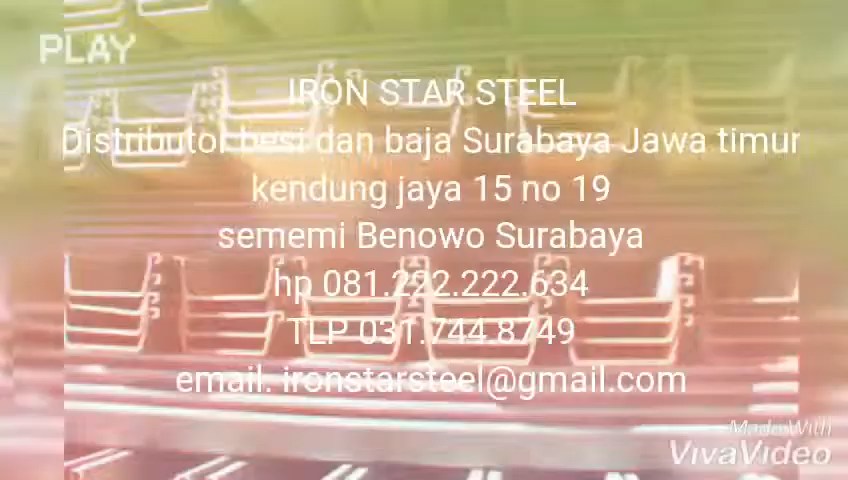 PLAY
IRON STAR STEEL
Distributor besi dan baja Surabaya Jawa timur
kendung jaya 15 no 19
sememi Benowo Surabaya
hp 081.222.222.634
TLP 031.744.8749
email. ironstarsteel@gmail.com
Made With
VivaVideo